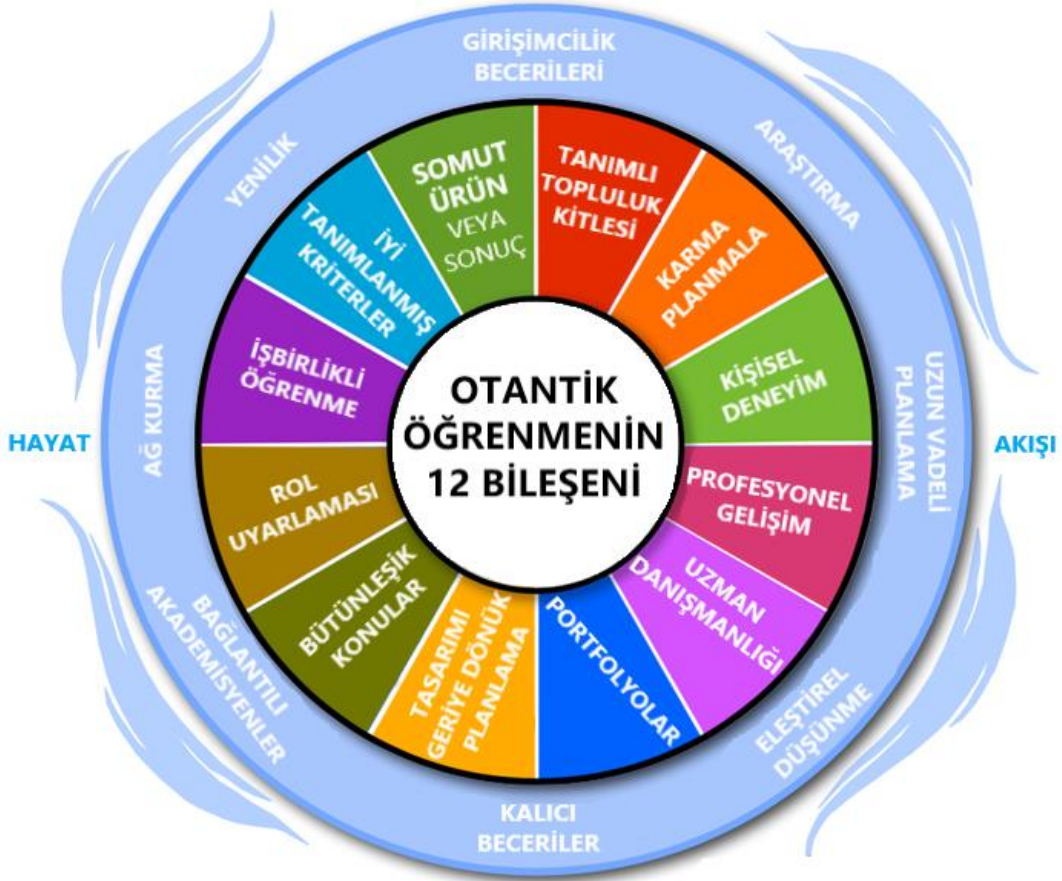 GİRİŞİMCİLİK
BECERİLERİ
ARAŞTIRMA
UZUN VADELİ
PLANLAMA
ELEŞTİREL
DÜŞÜNME
KALICI
BECERİLER
BAĞLANTILI
AKADEMİSYENLER
AĞ KURMA
YENİLİK
HAYAT
AKIŞI
TANIMLI
TOPLULUK
KİTLESİ
KARMA
PLANMALA
KİŞİSEL
DENEYİM
PROFESYONEL
GELİŞİM
UZMAN
DANIŞMANLIĞI
PORTFOLYOLAR
TASARIMI
GERİYE DÖNÜK
PLANLAMA
BÜTÜNLEŞİK
KONULAR
ROL
UYARLAMASI
İŞBİRLİKLİ
ÖĞRENME
İYİ
TANIMLANMIŞ
KRİTERLER
SOMUT
ÜRÜN
VEYA
SONUÇ
OTANTİK
ÖĞRENMENİN
12 BİLEŞENİ